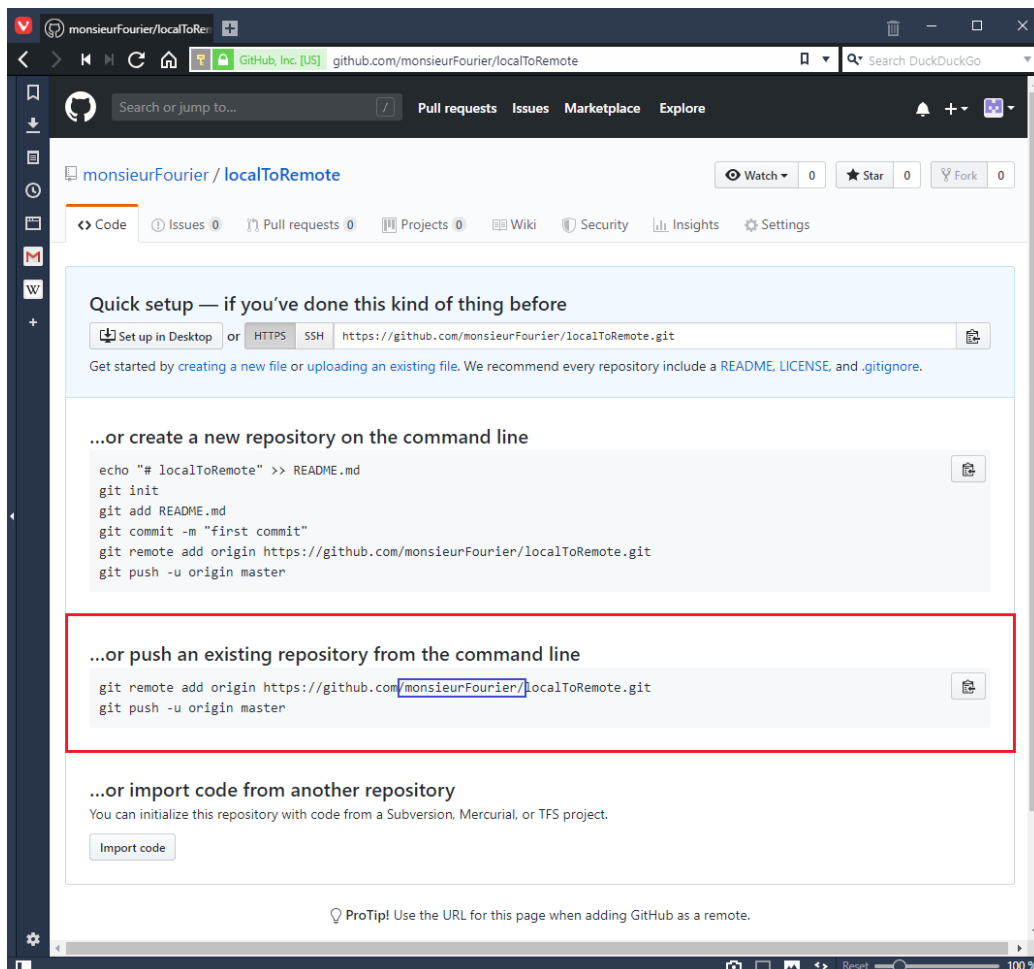 monsieurFourier/localToRem
GitHub, Inc. [US] github.com/monsieurFourier/localToRemote
Search DuckDuckGo
Search or jump to... / Pull requests Issues Marketplace Explore
monsieurFourier / localToRemote
Watch 0 Star 0 Fork 0
Code Issues 0 Pull requests 0 Projects 0 Wiki Security Insights Settings
Quick setup — if you’ve done this kind of thing before
Set up in Desktop or HTTPS SSH https://github.com/monsieurFourier/localToRemote.git
Get started by creating a new file or uploading an existing file. We recommend every repository include a README, LICENSE, and .gitignore.
…or create a new repository on the command line
echo "# localToRemote" >> README.md
git init
git add README.md
git commit -m "first commit"
git remote add origin https://github.com/monsieurFourier/localToRemote.git
git push -u origin master
…or push an existing repository from the command line
git remote add origin https://github.com/monsieurFourier/localToRemote.git
git push -u origin master
…or import code from another repository
You can initialize this repository with code from a Subversion, Mercurial, or TFS project.
Import code
ProTip! Use the URL for this page when adding GitHub as a remote.
Reset 100 %